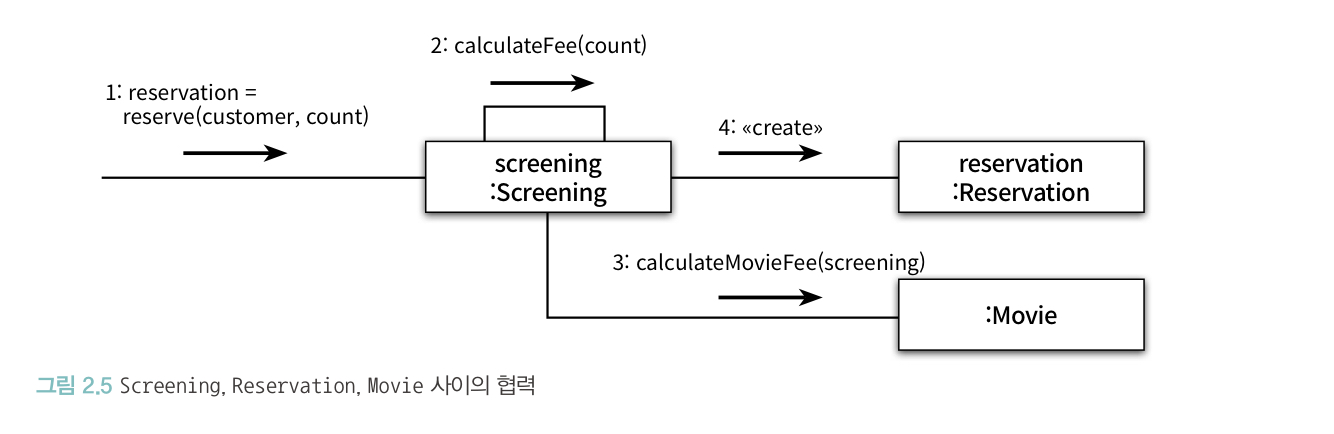 2: calculateFee(count)
1: reservation =
reserve(customer, count)
4: «create»
screening
:Screening
reservation
:Reservation
3: calculateMovieFee(screening)
:Movie
그림 2.5 Screening, Reservation, Movie 사이의 협력